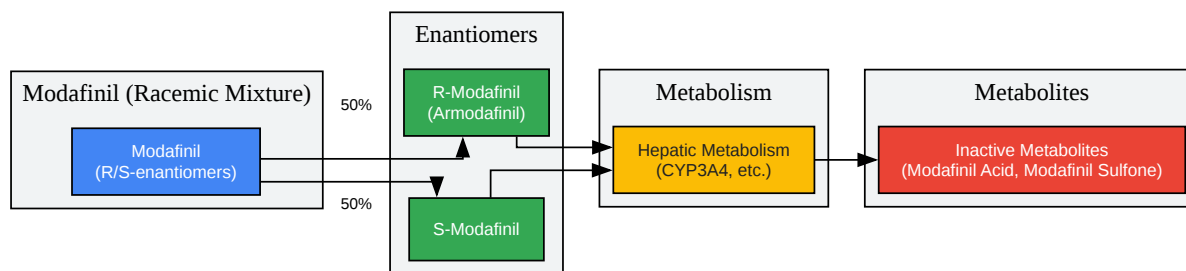 Modafinil (Racemic Mixture)
Modafinil
(R/S-enantiomers)
50%
50%
Enantiomers
R-Modafinil
(Armodafinil)
S-Modafinil
Metabolism
Hepatic Metabolism
(CYP3A4, etc.)
Metabolites
Inactive Metabolites
(Modafinil Acid, Modafinil Sulfone)